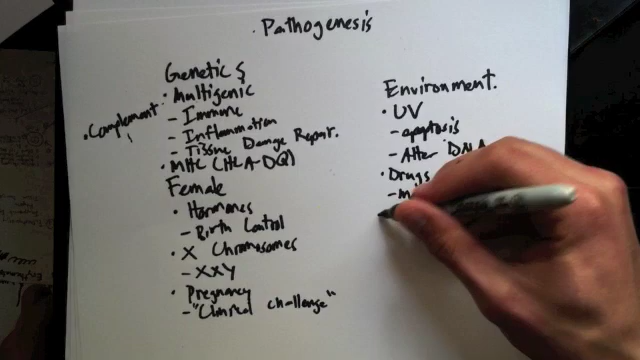 . Pathogenesis
Genetics
• Multigenic
- Immune
- Inflammation
- Tissue Damage Repair.
• Complement
• MHC (HLA-DQ)
Female
• Hormones
- Birth Control
• X Chromosomes
- XXY
• Pregnancy
- "Clinical challenge"
Environment.
• UV
- apoptosis
- Alter DNA
• Drugs